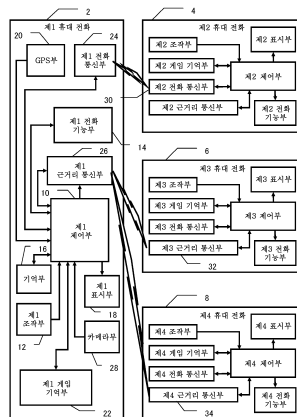 2
제1 휴대 전화
20
24
GPS부
제1 전화
통신부
30
제1 전화
기능부
14
26
제1
근거리 통신부
10
제1
제어부
16
기억부
제1
표시부
18
제1
조작부
12
카메라부
28
제1 게임
기억부
22
4
제2 휴대 전화
제2 조작부
제2 표시부
제2 게임 기억부
제2 전화 통신부
제2
제어부
제2 근거리 통신부
제2 전화
기능부
6
제3 휴대 전화
제3 조작부
제3 표시부
제3 게임 기억부
제3 전화 통신부
제3
제어부
제3 근거리 통신부
제3 전화
기능부
32
8
제4 휴대 전화
제4 조작부
제4 표시부
제4 게임 기억부
제4 전화 통신부
제4
제어부
제4 근거리 통신부
제4 전화
기능부
34